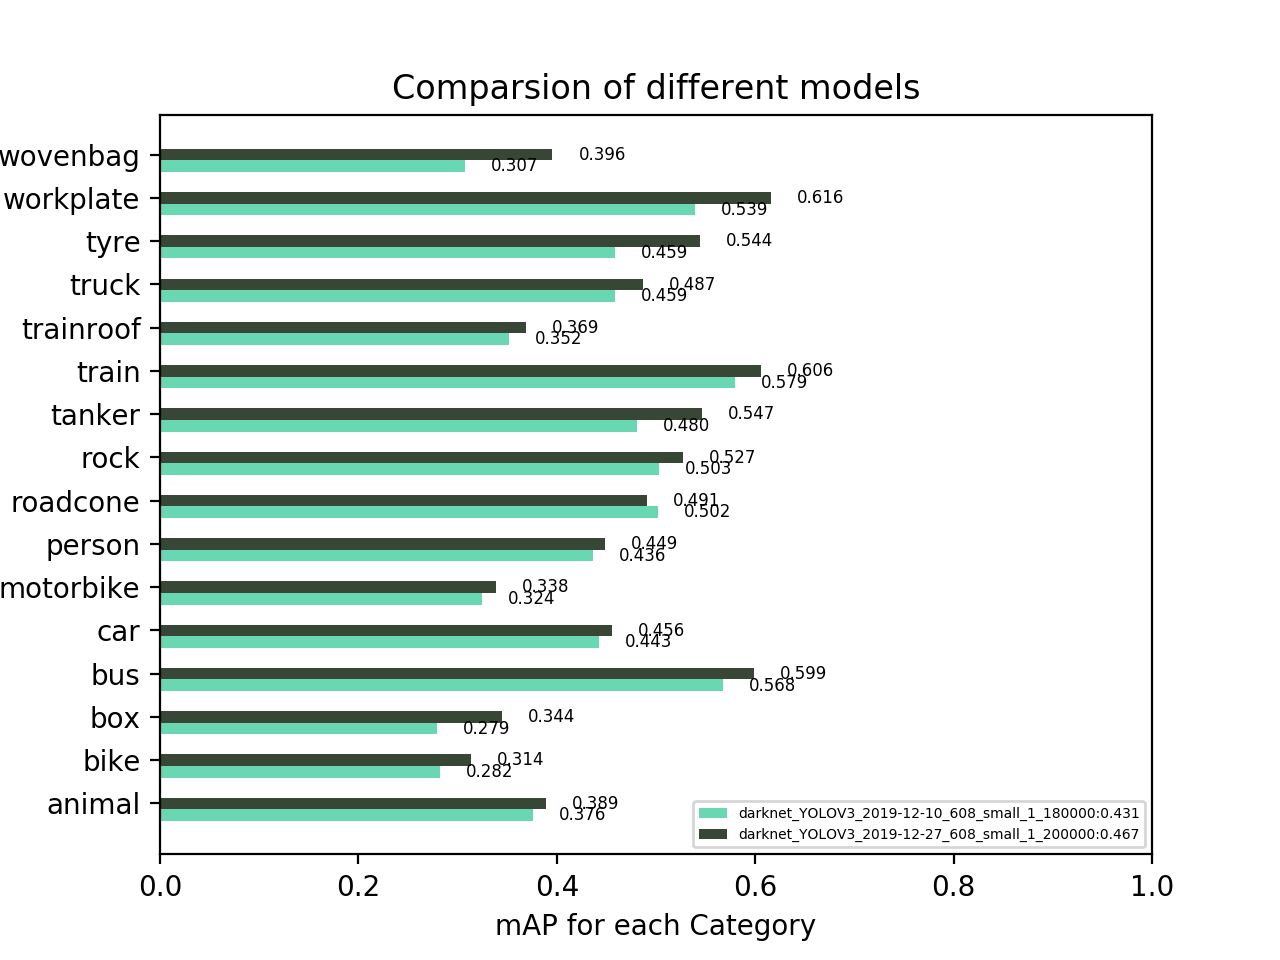 Comparsion of different models
wovenbag
0.396
0.307
workplate
0.616
0.539
tyre
0.544
0.459
truck
0.487
0.459
trainroof
0.369
0.352
train
0.606
0.579
tanker
0.547
0.480
rock
0.527
0.503
roadcone
0.491
0.502
person
0.449
0.436
motorbike
0.338
0.324
car
0.456
0.443
bus
0.599
0.568
box
0.344
0.279
bike
0.314
0.282
animal
0.389
0.376
darknet_YOLOV3_2019-12-10_608_small_1_180000:0.431
darknet_YOLOV3_2019-12-27_608_small_1_200000:0.467
0.0 0.2 0.4 0.6 0.8 1.0
mAP for each Category